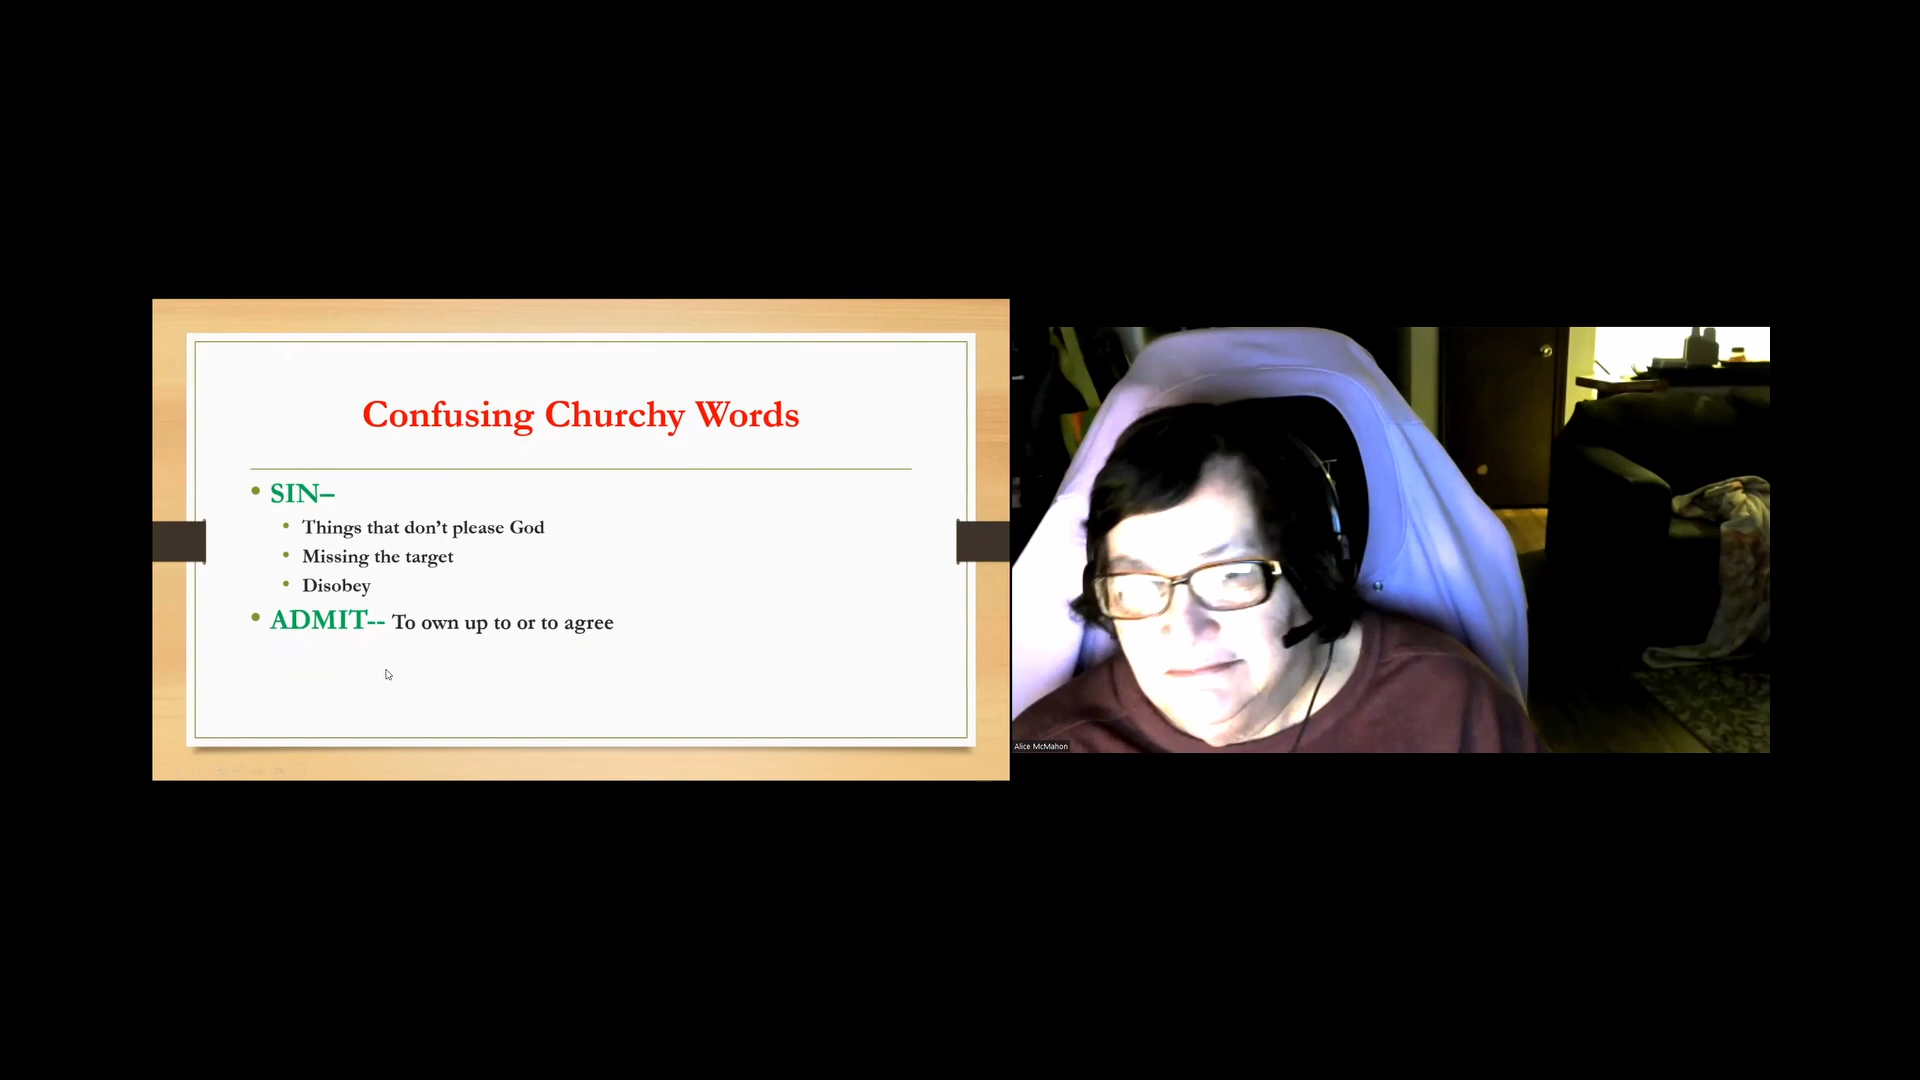 Confusing Churchy Words
• SIN–
• Things that don’t please God
• Missing the target
• Disobey
• ADMIT-- To own up to or to agree
Alice McMahon